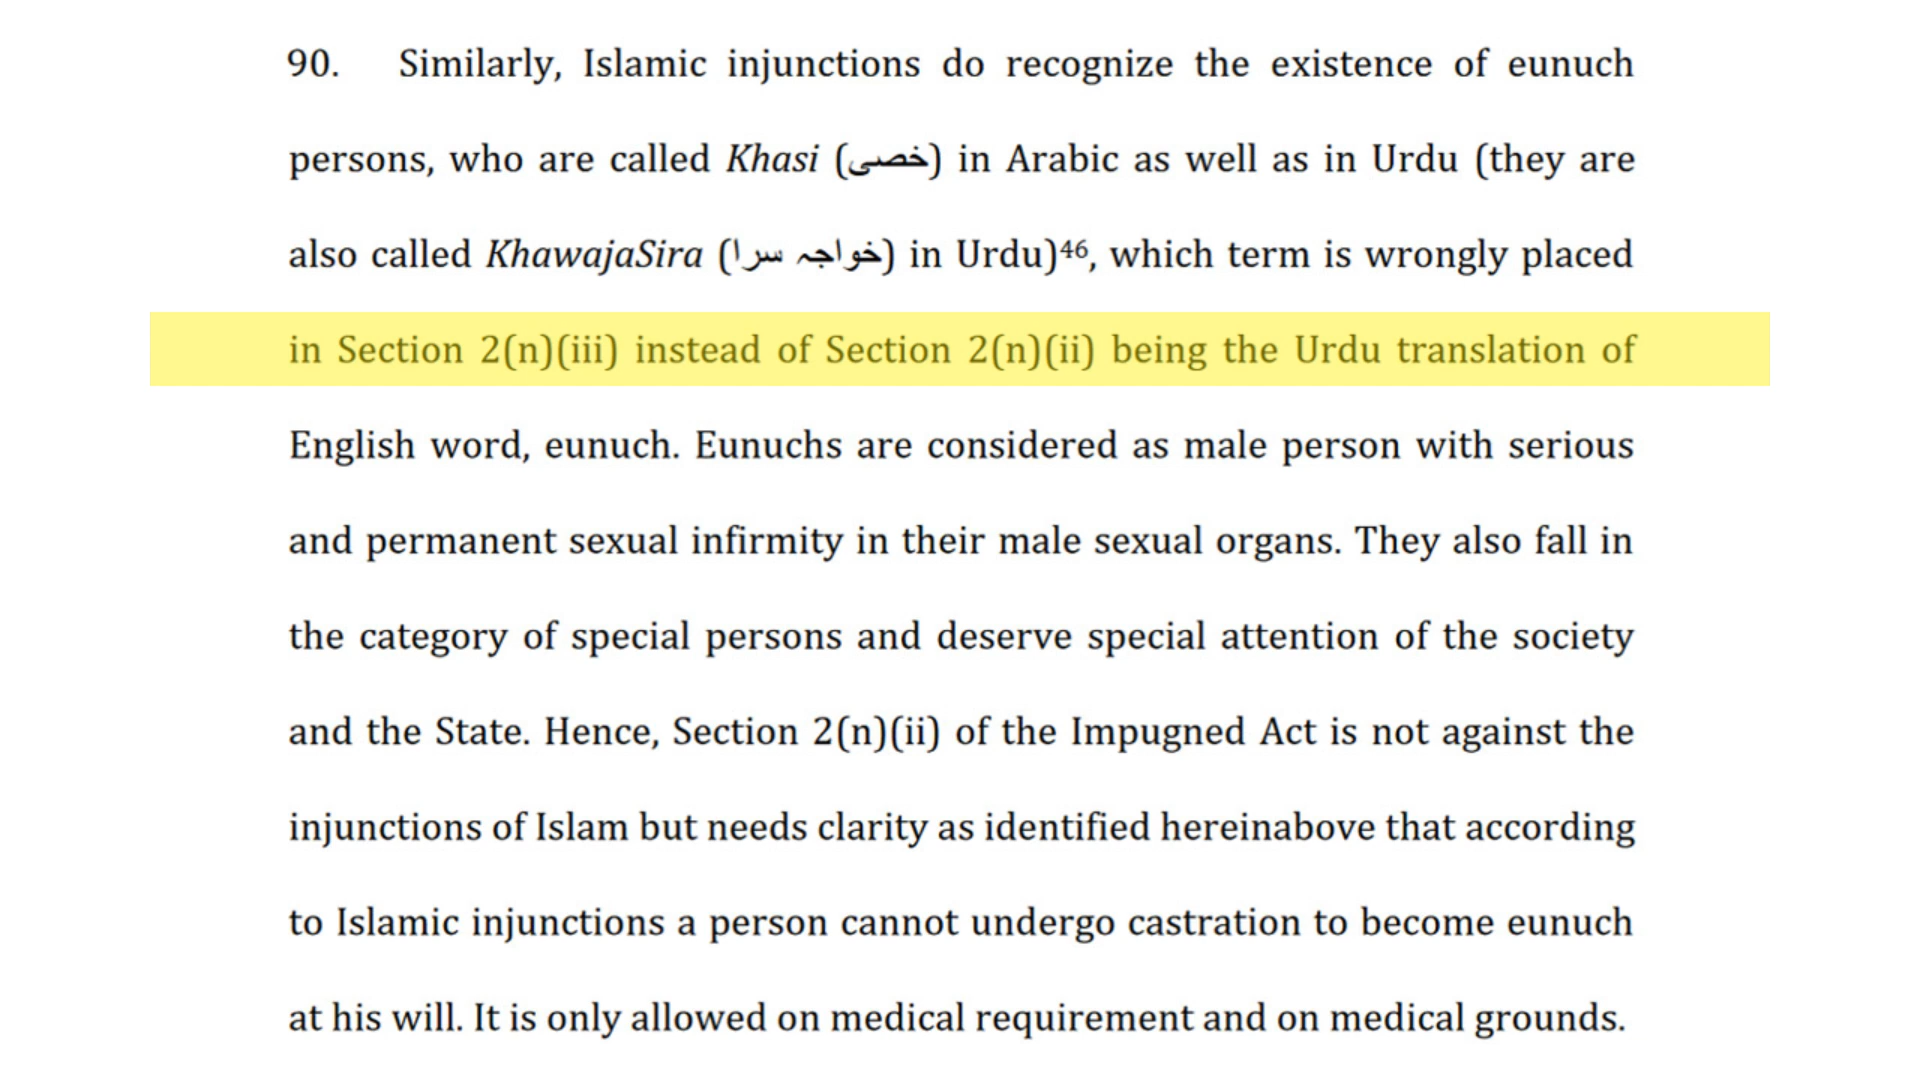 90. Similarly, Islamic injunctions do recognize the existence of eunuch
persons, who are called Khasi (خصی) in Arabic as well as in Urdu (they are
also called KhawajaSira (خواجہ سرا) in Urdu)46, which term is wrongly placed
in Section 2(n)(iii) instead of Section 2(n)(ii) being the Urdu translation of
English word, eunuch. Eunuchs are considered as male person with serious
and permanent sexual infirmity in their male sexual organs. They also fall in
the category of special persons and deserve special attention of the society
and the State. Hence, Section 2(n)(ii) of the Impugned Act is not against the
injunctions of Islam but needs clarity as identified hereinabove that according
to Islamic injunctions a person cannot undergo castration to become eunuch
at his will. It is only allowed on medical requirement and on medical grounds.